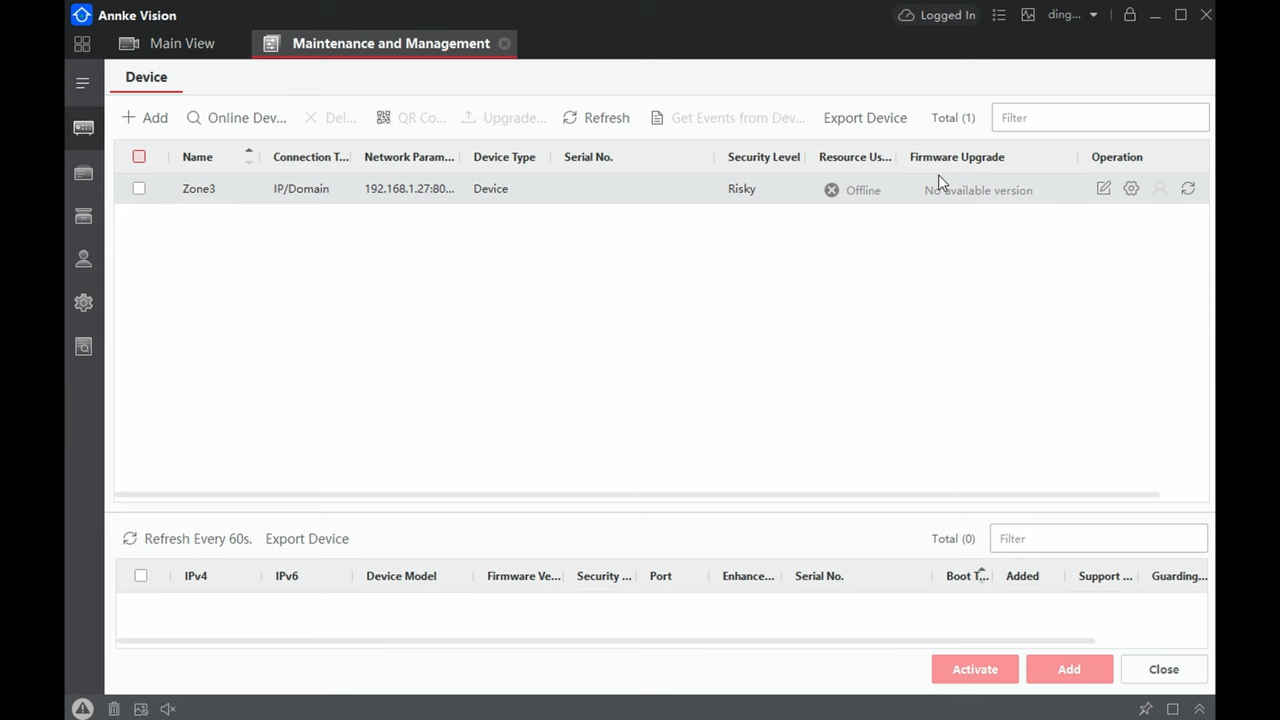 Annke Vision
Logged In
ding...
Main View
Maintenance and Management
Device
Add
Online Dev...
Del...
QR Co...
Upgrade...
Refresh
Get Events from Dev...
Export Device
Total (1)
Filter
Name
Connection T...
Network Param...
Device Type
Serial No.
Security Level
Resource Us...
Firmware Upgrade
Operation
Zone3
IP/Domain
192.168.1.27:80...
Device
Risky
Offline
No available version
Refresh Every 60s.
Export Device
Total (0)
Filter
IPv4
IPv6
Device Model
Firmware Ve...
Security ...
Port
Enhance...
Serial No.
Boot T...
Added
Support ...
Guarding...
Activate
Add
Close